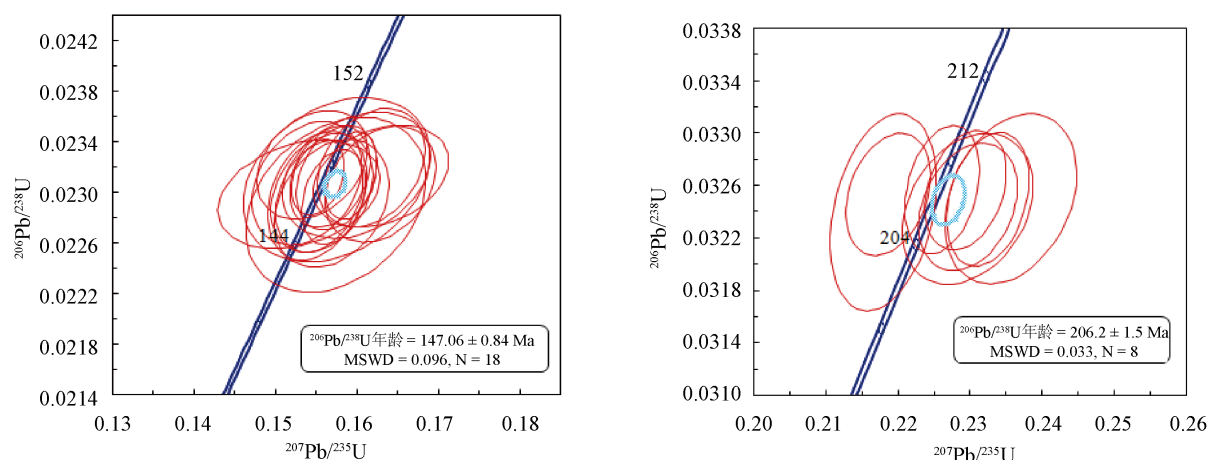 0.0242
0.0238
0.0234
0.0230
0.0226
0.0222
0.0218
0.0214
²⁰⁶Pb/²³⁸U
152
144
²⁰⁶Pb/²³⁸U年龄 = 147.06 ± 0.84 Ma
MSWD = 0.096, N = 18
0.13 0.14 0.15 0.16 0.17 0.18
²⁰⁷Pb/²³⁵U
0.0338
0.0334
0.0330
0.0326
0.0322
0.0318
0.0314
0.0310
²⁰⁶Pb/²³⁸U
212
204
²⁰⁶Pb/²³⁸U年龄 = 206.2 ± 1.5 Ma
MSWD = 0.033, N = 8
0.20 0.21 0.22 0.23 0.24 0.25 0.26
²⁰⁷Pb/²³⁵U